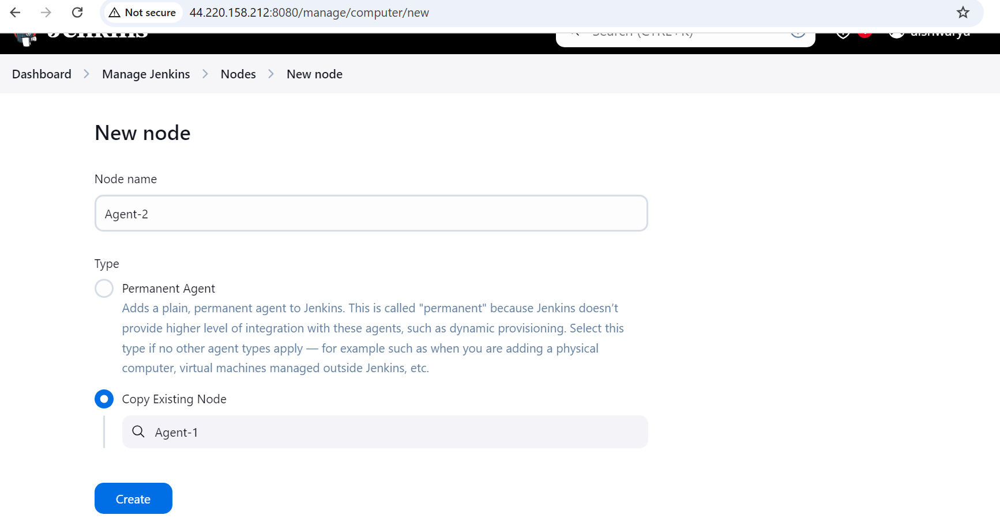 Not secure 44.220.158.212:8080/manage/computer/new
Jenkins Search (CTRL+K) aishwarya
Dashboard Manage Jenkins Nodes New node
New node
Node name
Agent-2
Type
Permanent Agent
Adds a plain, permanent agent to Jenkins. This is called "permanent" because Jenkins doesn’t
provide higher level of integration with these agents, such as dynamic provisioning. Select this
type if no other agent types apply — for example such as when you are adding a physical
computer, virtual machines managed outside Jenkins, etc.
Copy Existing Node
Agent-1
Create